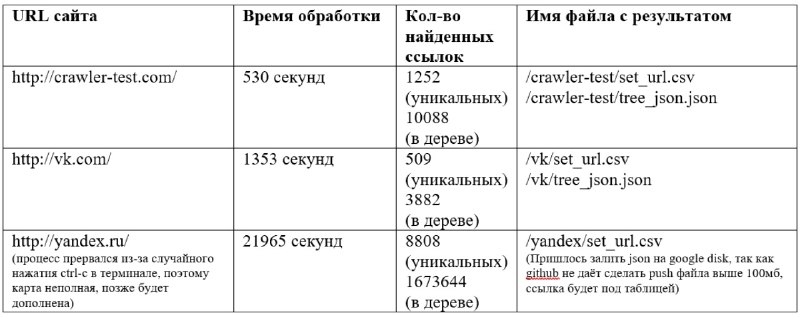 URL сайта
Время обработки
Кол-во
найденных
ссылок
Имя файла с результатом
http://crawler-test.com/
530 секунд
1252
(уникальных)
10088
(в дереве)
/crawler-test/set_url.csv
/crawler-test/tree_json.json
http://vk.com/
1353 секунд
509
(уникальных)
3882
(в дереве)
/vk/set_url.csv
/vk/tree_json.json
http://yandex.ru/
(процесс прервался из-за случайного
нажатия ctrl-c в терминале, поэтому
карта неполная, позже будет
дополнена)
21965 секунд
8808
(уникальных)
1673644
(в дереве)
/yandex/set_url.csv
(Пришлось залить json на google disk, так как
github не даёт сделать push файла выше 100мб,
ссылка будет под таблицей)